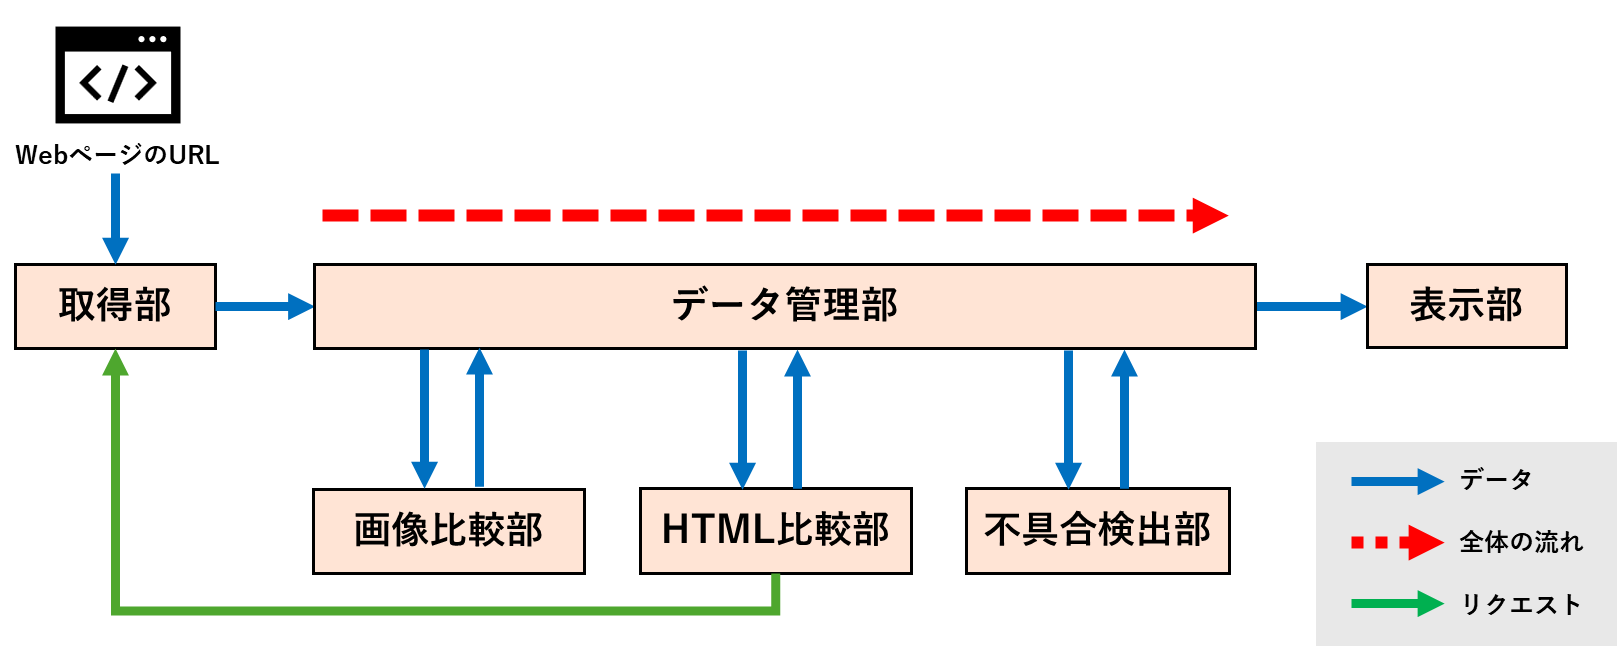 </>
WebページのURL
取得部
データ管理部
表示部
画像比較部
HTML比較部
不具合検出部
データ
全体の流れ
リクエスト